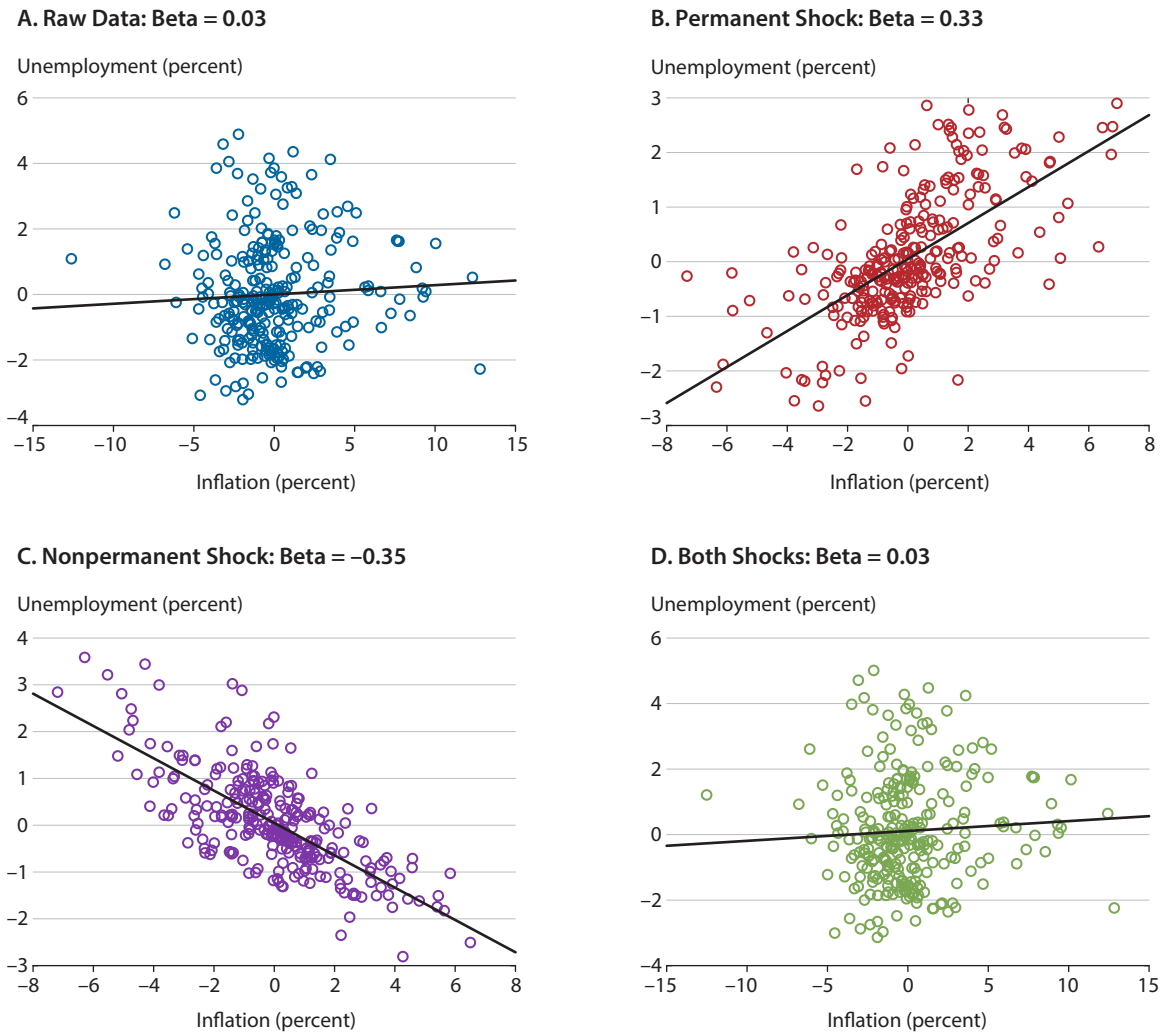 A. Raw Data: Beta = 0.03
Unemployment (percent)
6
4
2
0
–2
–4
–15 –10 –5 0 5 10 15
Inflation (percent)
B. Permanent Shock: Beta = 0.33
Unemployment (percent)
3
2
1
0
–1
–2
–3
–8 –6 –4 –2 0 2 4 6 8
Inflation (percent)
C. Nonpermanent Shock: Beta = –0.35
Unemployment (percent)
4
3
2
1
0
–1
–2
–3
–8 –6 –4 –2 0 2 4 6 8
Inflation (percent)
D. Both Shocks: Beta = 0.03
Unemployment (percent)
6
4
2
0
–2
–4
–15 –10 –5 0 5 10 15
Inflation (percent)